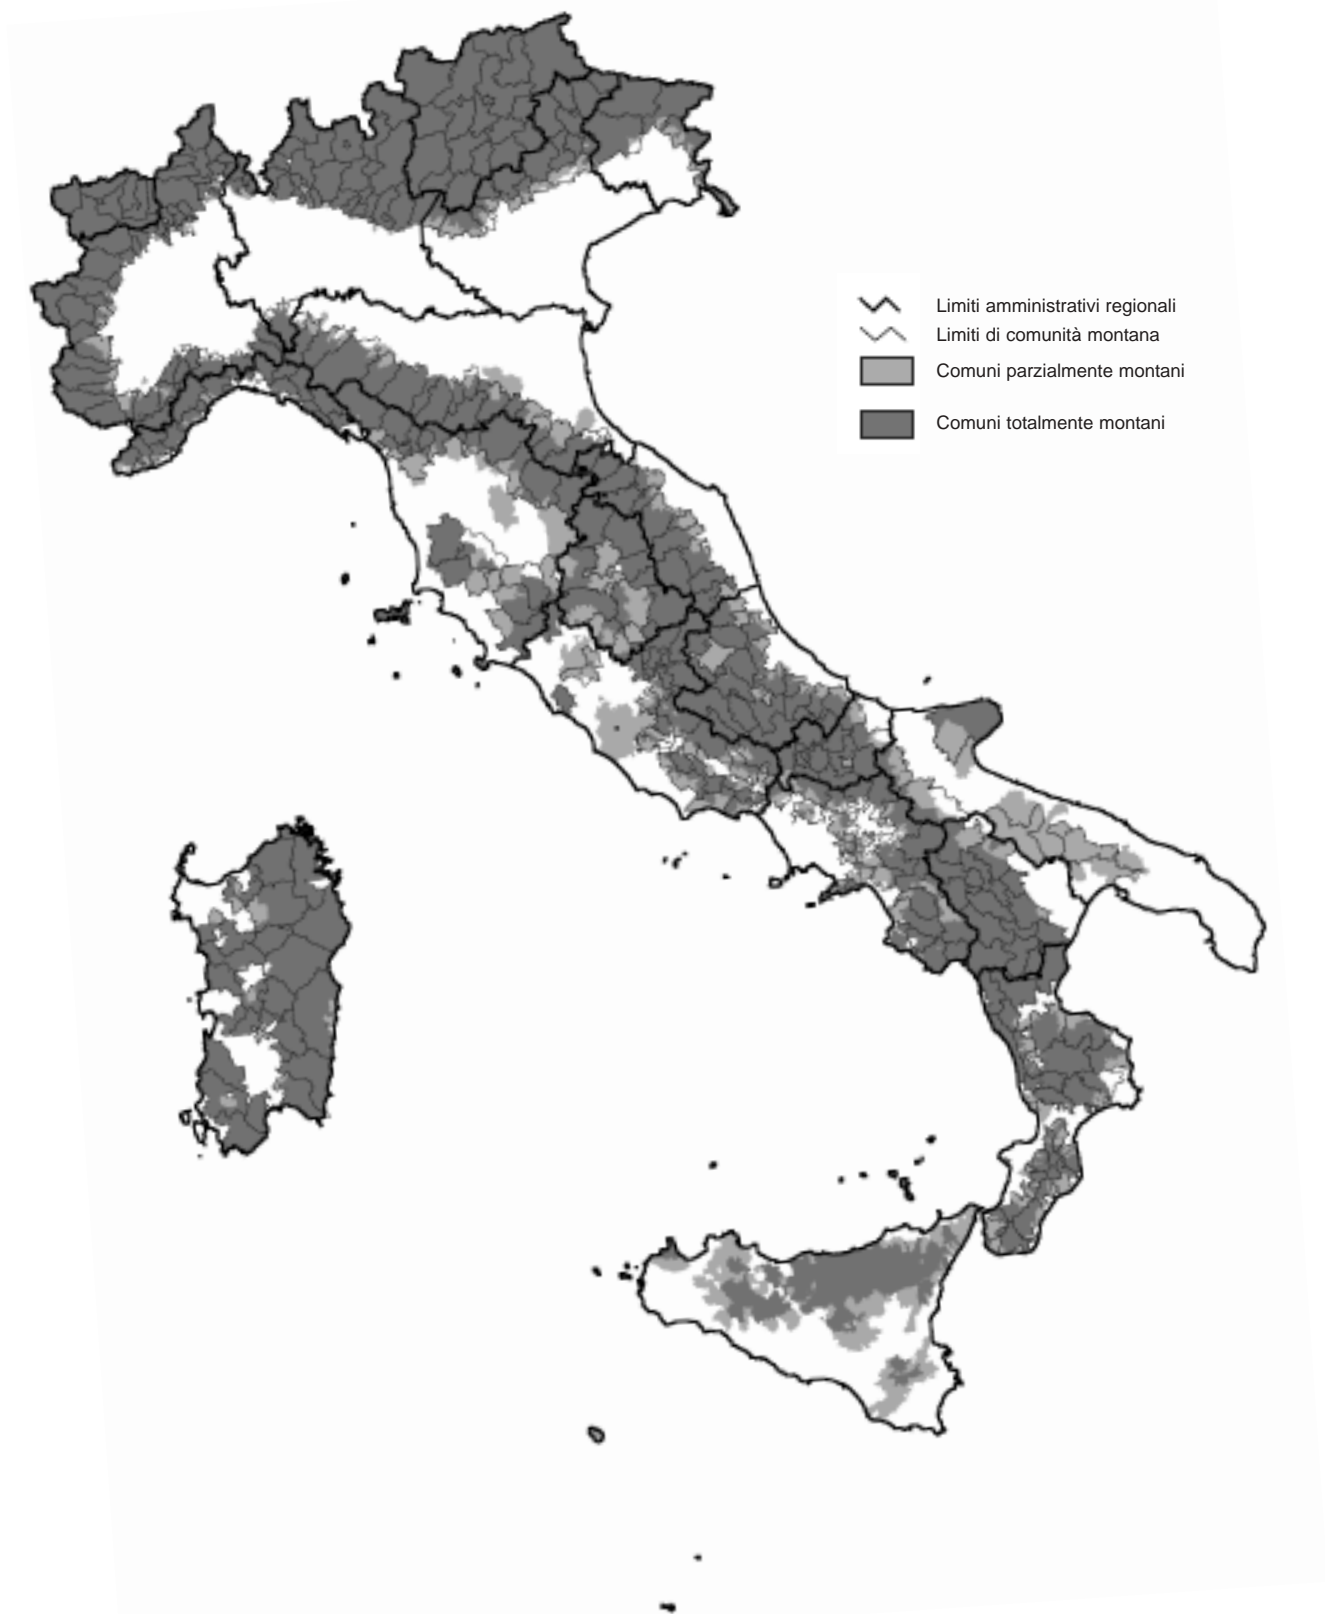 Limiti amministrativi regionali
Limiti di comunità montana
Comuni parzialmente montani
Comuni totalmente montani